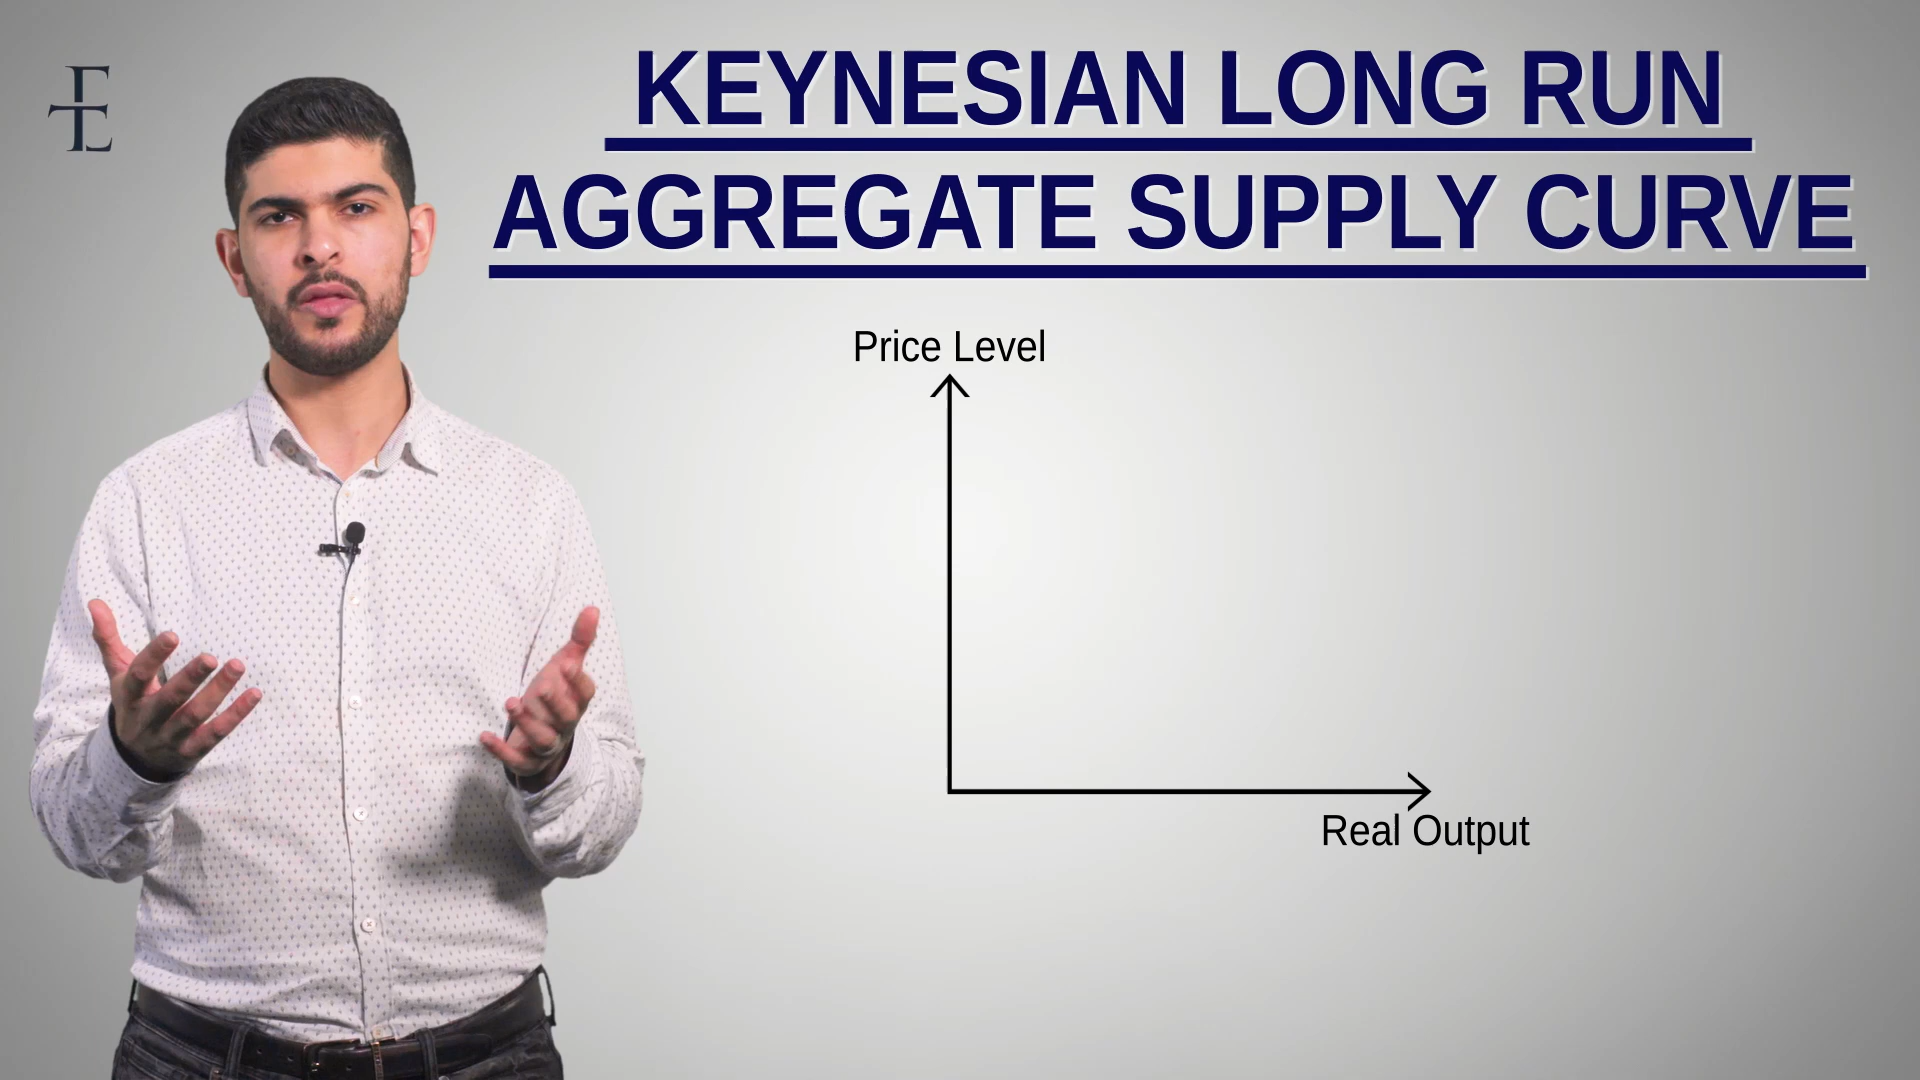 KEYNESIAN LONG RUN
AGGREGATE SUPPLY CURVE
Price Level
Real Output